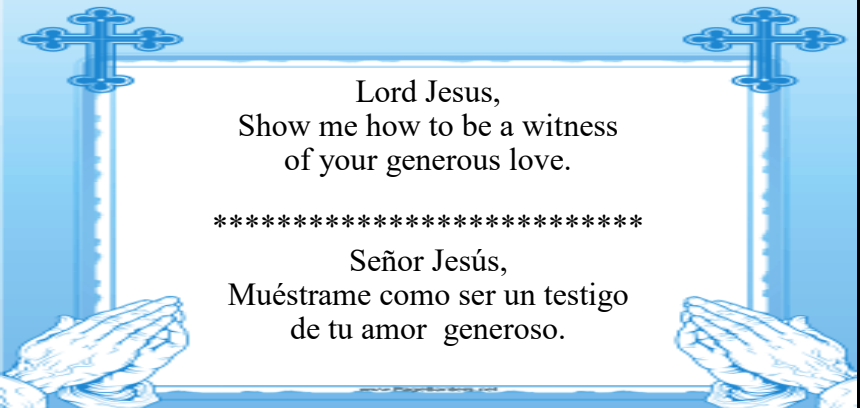 Lord Jesus,
Show me how to be a witness
of your generous love.
***************************
Señor Jesús,
Muéstrame como ser un testigo
de tu amor  generoso.